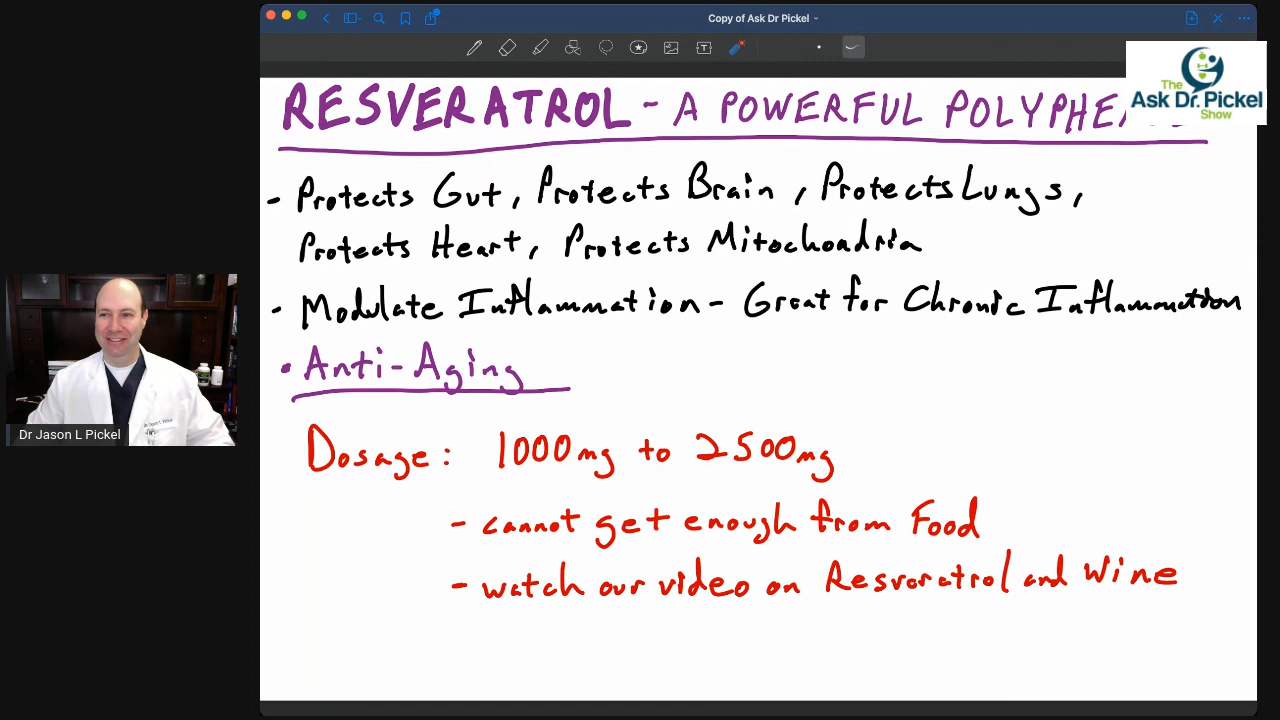 Copy of Ask Dr Pickel
The
Ask Dr. Pickel
Show
RESVERATROL - A POWERFUL
- Protects Gut, Protects Brain, Protects Lungs,
Protects Heart, Protects Mitochondria
- Modulate Inflammation - Great for Chronic Inflammation
• Anti-Aging
Dosage: 1000mg to 2500mg
- cannot get enough from Food
- watch our video on Resveratrol and Wine
Dr Jason L Pickel